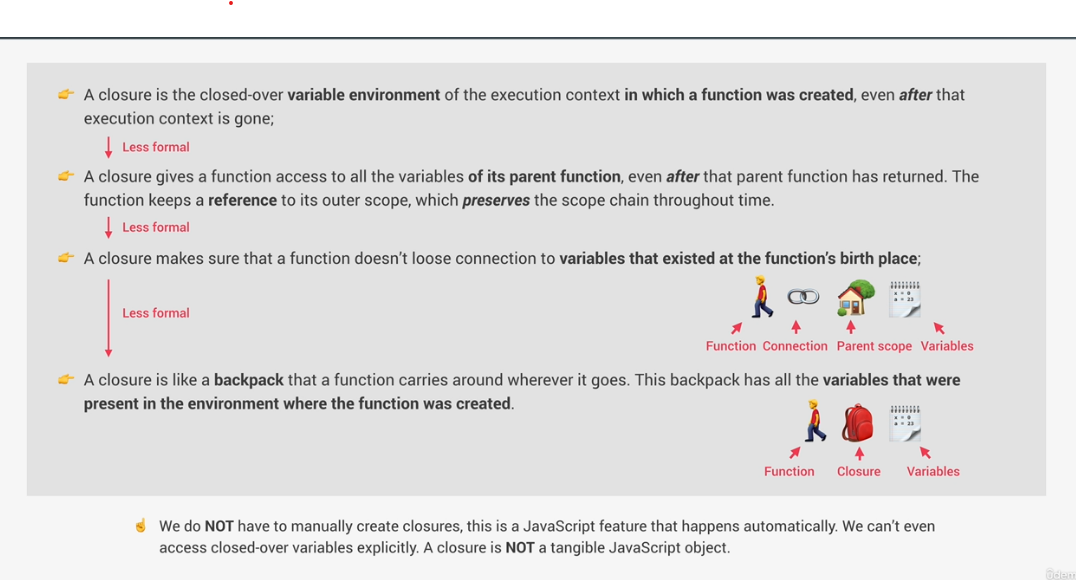 A closure is the closed-over variable environment of the execution context in which a function was created, even after that
execution context is gone;
Less formal
A closure gives a function access to all the variables of its parent function, even after that parent function has returned. The
function keeps a reference to its outer scope, which preserves the scope chain throughout time.
Less formal
A closure makes sure that a function doesn’t loose connection to variables that existed at the function’s birth place;
Less formal
Function Connection Parent scope Variables
A closure is like a backpack that a function carries around wherever it goes. This backpack has all the variables that were
present in the environment where the function was created.
Function Closure Variables
We do NOT have to manually create closures, this is a JavaScript feature that happens automatically. We can’t even
access closed-over variables explicitly. A closure is NOT a tangible JavaScript object.